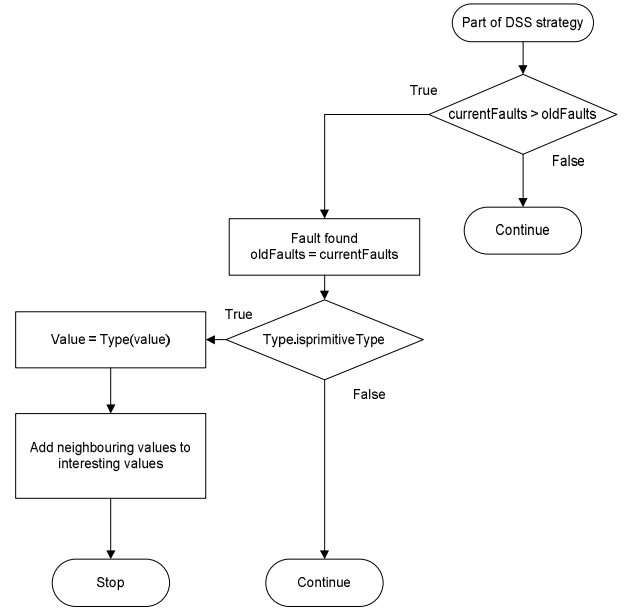 Part of DSS strategy
True
currentFaults > oldFaults
False
Continue
Fault found
oldFaults = currentFaults
True
Value = Type(value)
Type.isprimitiveType
False
Add neighbouring values to
interesting values
Stop
Continue